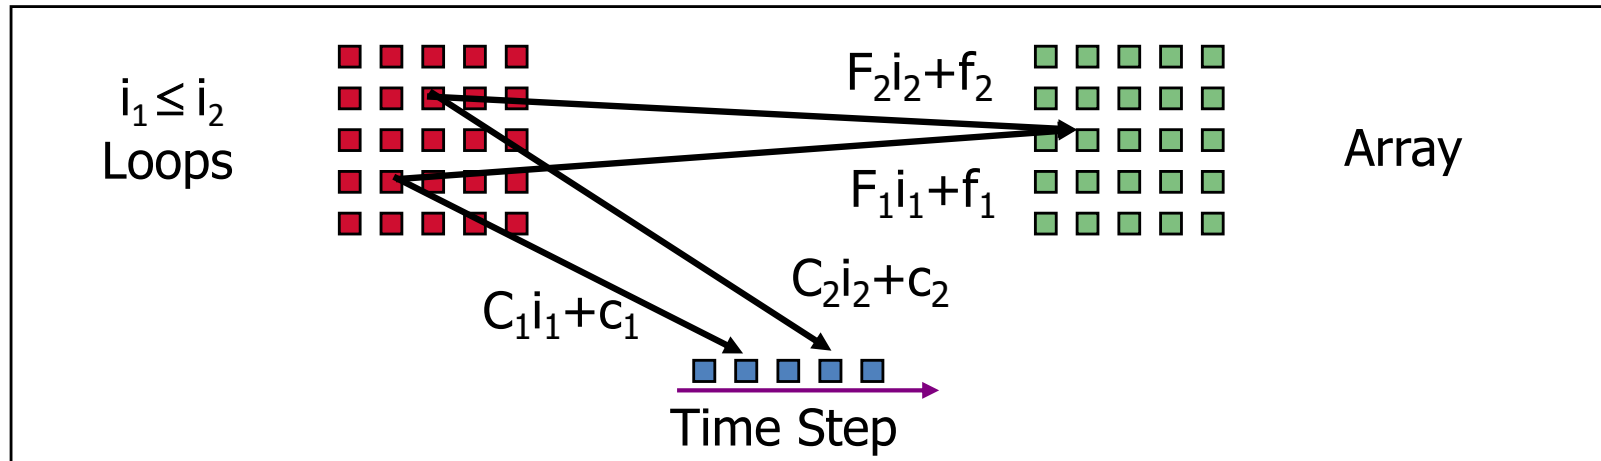 i₁ ≤ i₂
Loops
F₂i₂+f₂
F₁i₁+f₁
Array
C₁i₁+c₁
C₂i₂+c₂
Time Step